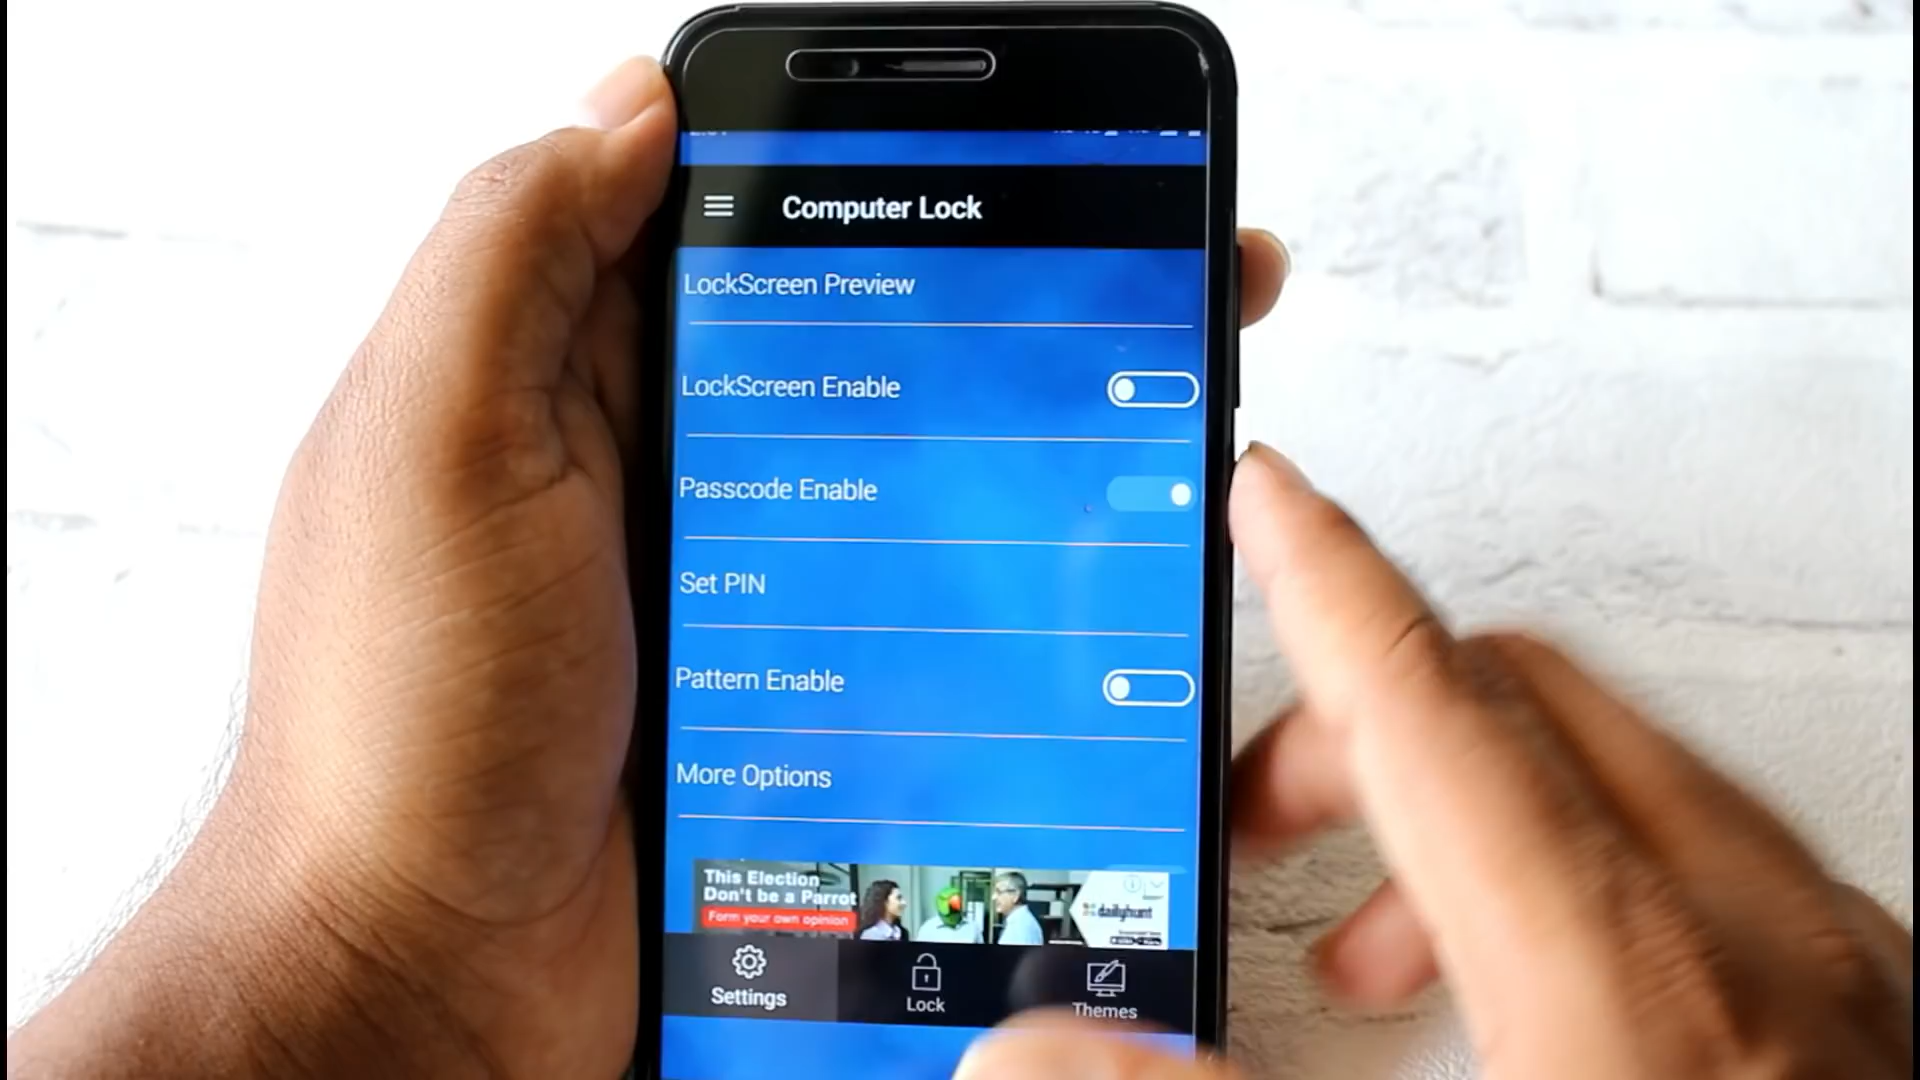 Computer Lock
LockScreen Preview
LockScreen Enable
Passcode Enable
Set PIN
Pattern Enable
More Options
This Election
Don't be a Parrot
Form your own opinion
dailyhunt
Settings
Lock
Themes